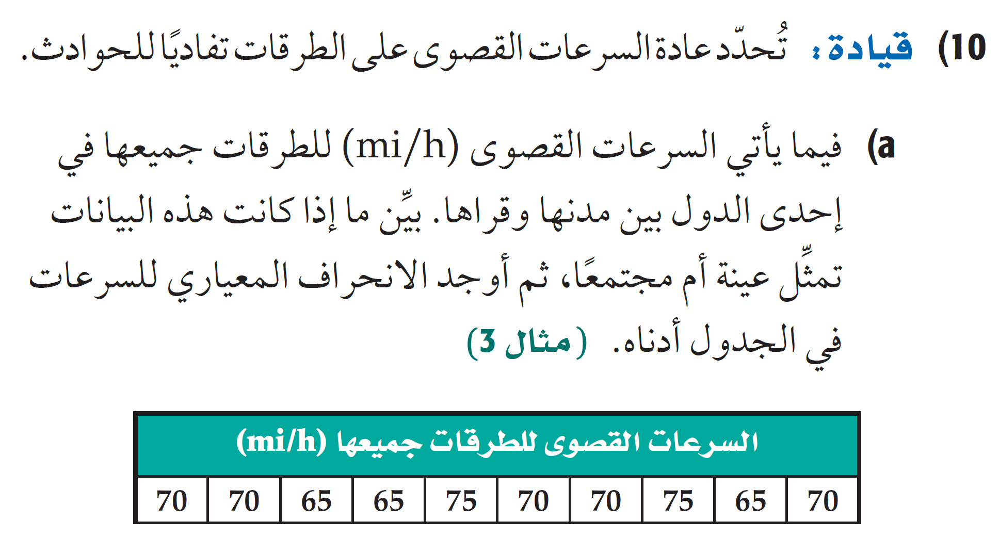 10) قيادة: تُحدّد عادة السرعات القصوى على الطرقات تفاديًا للحوادث.
a) فيما يأتي السرعات القصوى (mi/h) للطرقات جميعها في
إحدى الدول بين مدنها وقراها. بيِّن ما إذا كانت هذه البيانات
تمثِّل عينة أم مجتمعًا، ثم أوجد الانحراف المعياري للسرعات
في الجدول أدناه. (مثال 3)
السرعات القصوى للطرقات جميعها (mi/h)
70 70 65 65 75 70 70 75 65 70